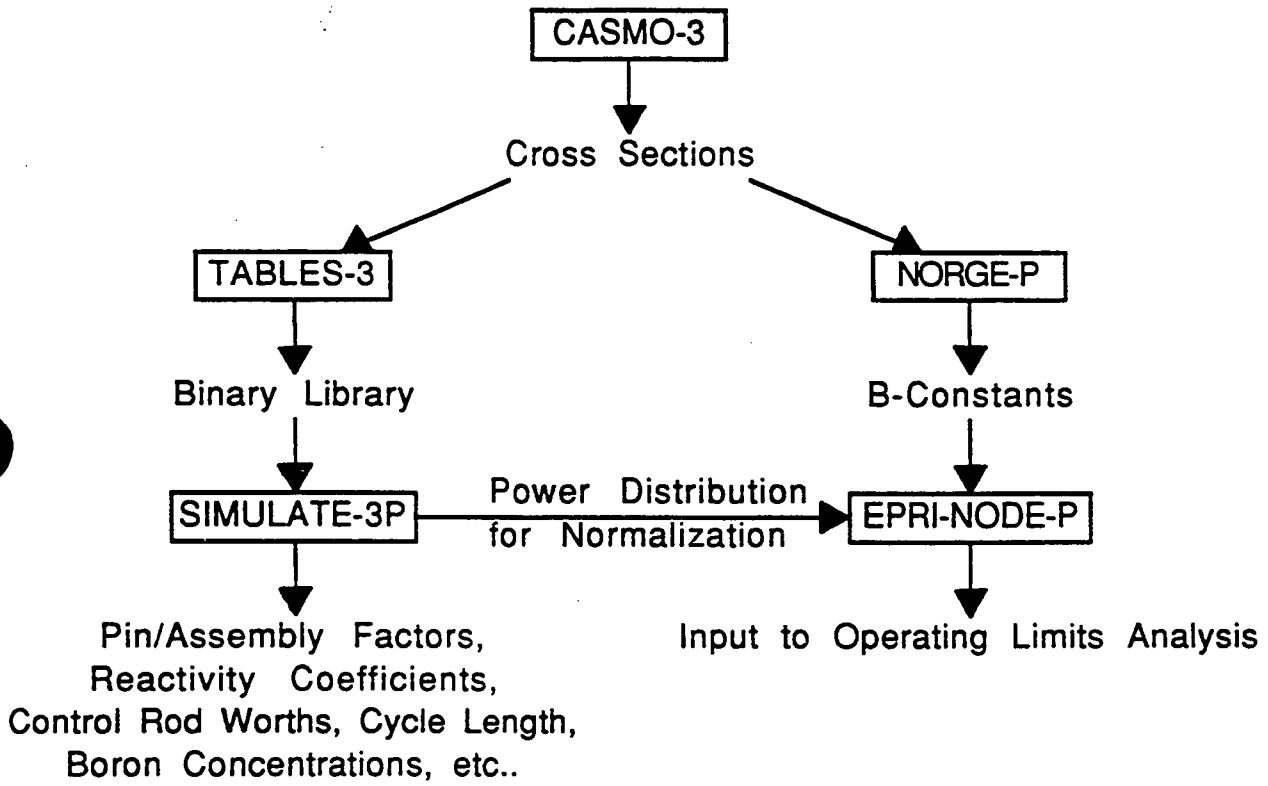 CASMO-3
Cross Sections
TABLES-3
NORGE-P
Binary Library
B-Constants
SIMULATE-3P
Power Distribution
for Normalization
EPRI-NODE-P
Pin/Assembly Factors,
Reactivity Coefficients,
Control Rod Worths, Cycle Length,
Boron Concentrations, etc..
Input to Operating Limits Analysis